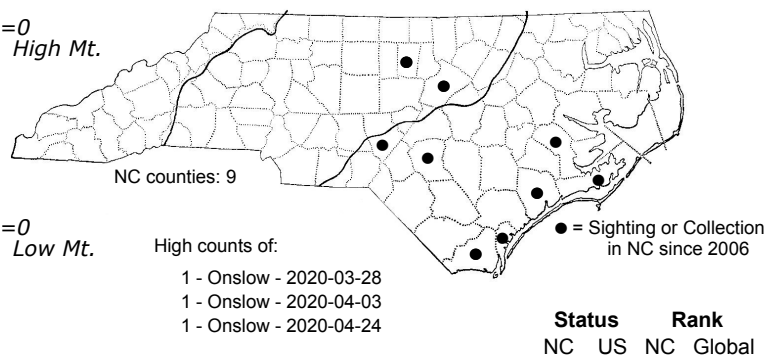 =0
High Mt.
NC counties: 9
=0
Low Mt.
High counts of:
1 - Onslow - 2020-03-28
1 - Onslow - 2020-04-03
1 - Onslow - 2020-04-24
● = Sighting or Collection
in NC since 2006
Status Rank
NC US NC Global